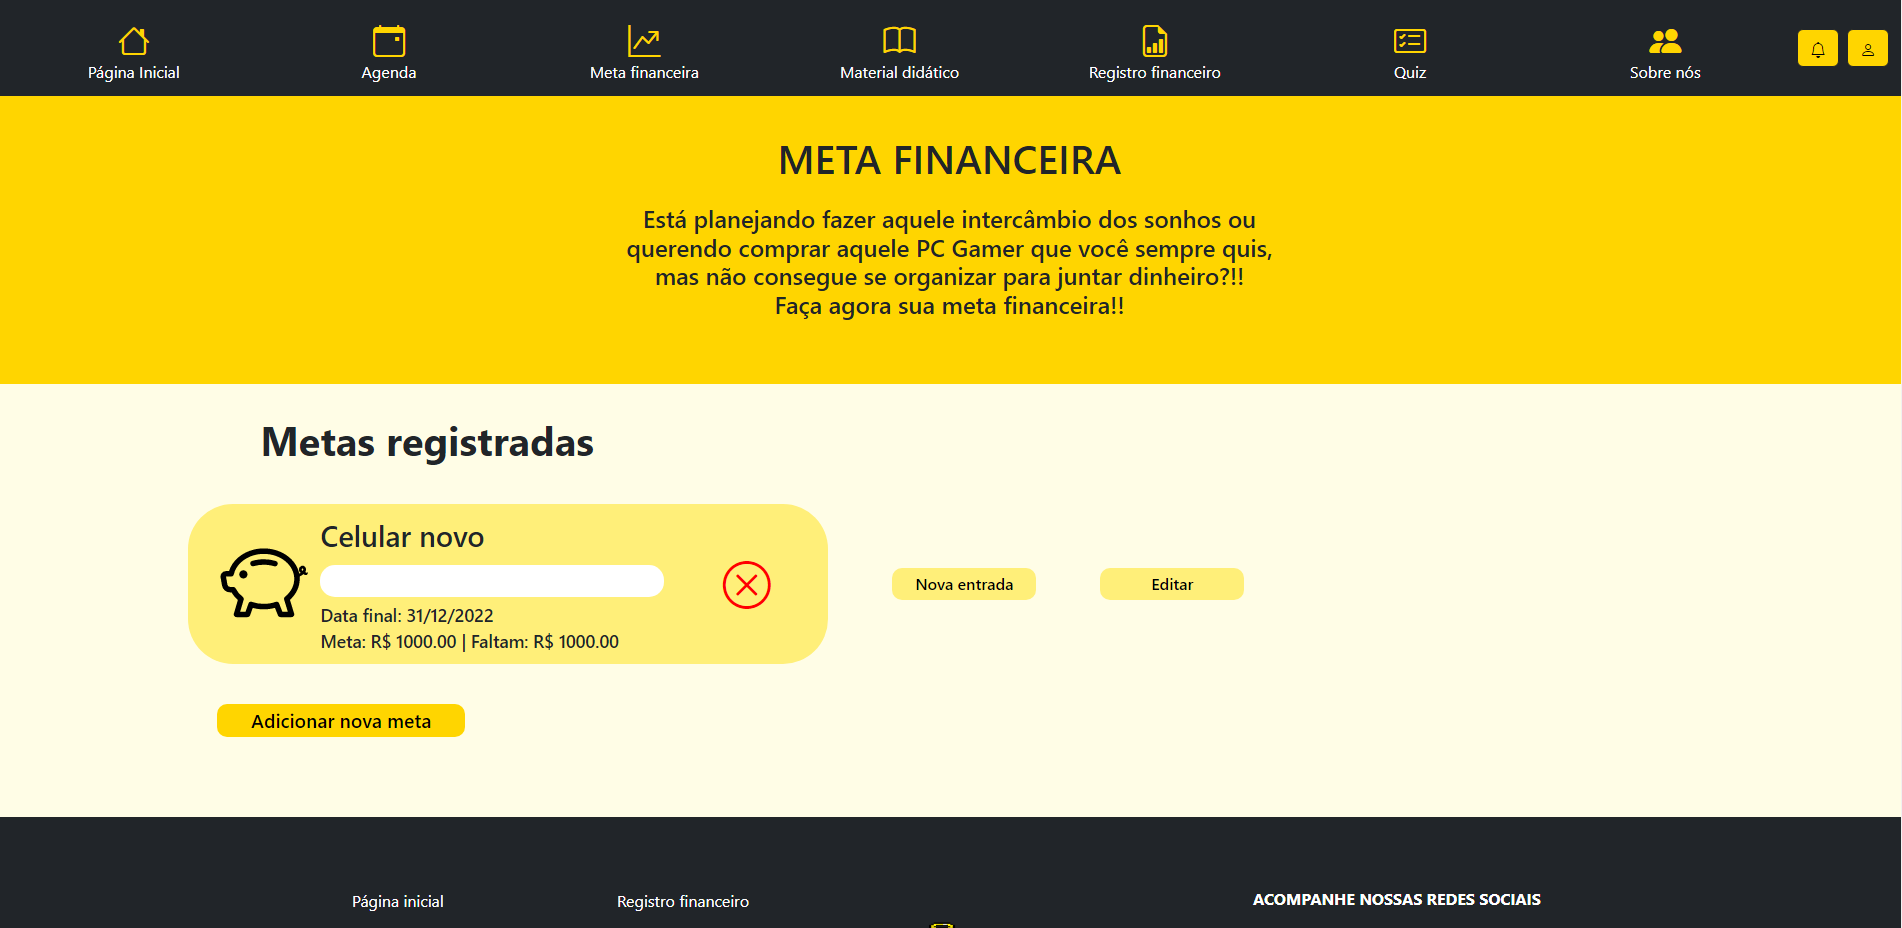 Página Inicial
Agenda
Meta financeira
Material didático
Registro financeiro
Quiz
Sobre nós
META FINANCEIRA
Está planejando fazer aquele intercâmbio dos sonhos ou
querendo comprar aquele PC Gamer que você sempre quis,
mas não consegue se organizar para juntar dinheiro?!!
Faça agora sua meta financeira!!
Metas registradas
Celular novo
Data final: 31/12/2022
Meta: R$ 1000.00 | Faltam: R$ 1000.00
Nova entrada
Editar
Adicionar nova meta
Página inicial
Registro financeiro
ACOMPANHE NOSSAS REDES SOCIAIS